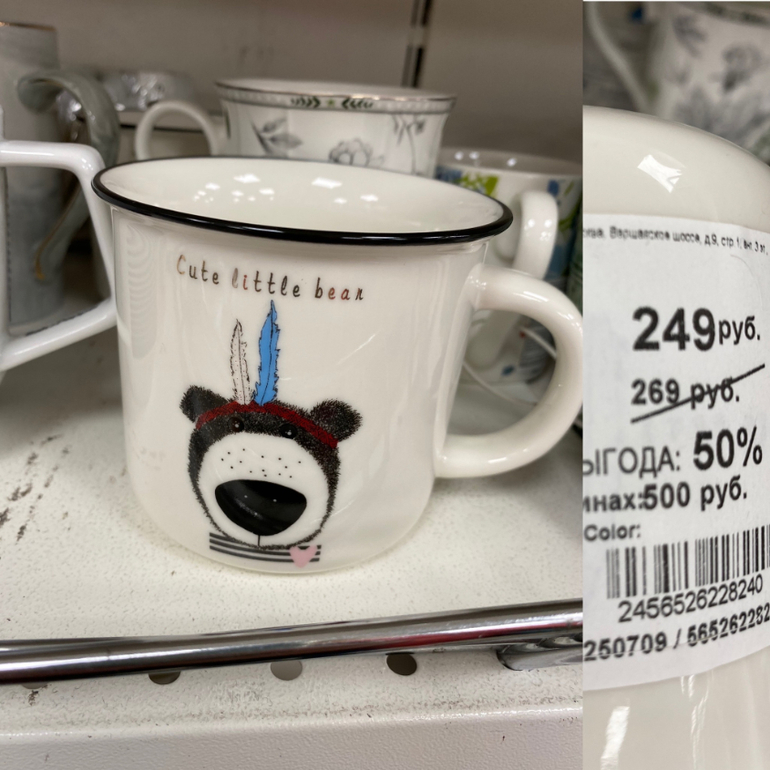 Cute little bear
Варшавское шоссе, д.9, стр.1
249руб.
269 руб.
ЫГОДА: 50%
инах:500 руб.
Color:
2456526228240
250709 / 565262282